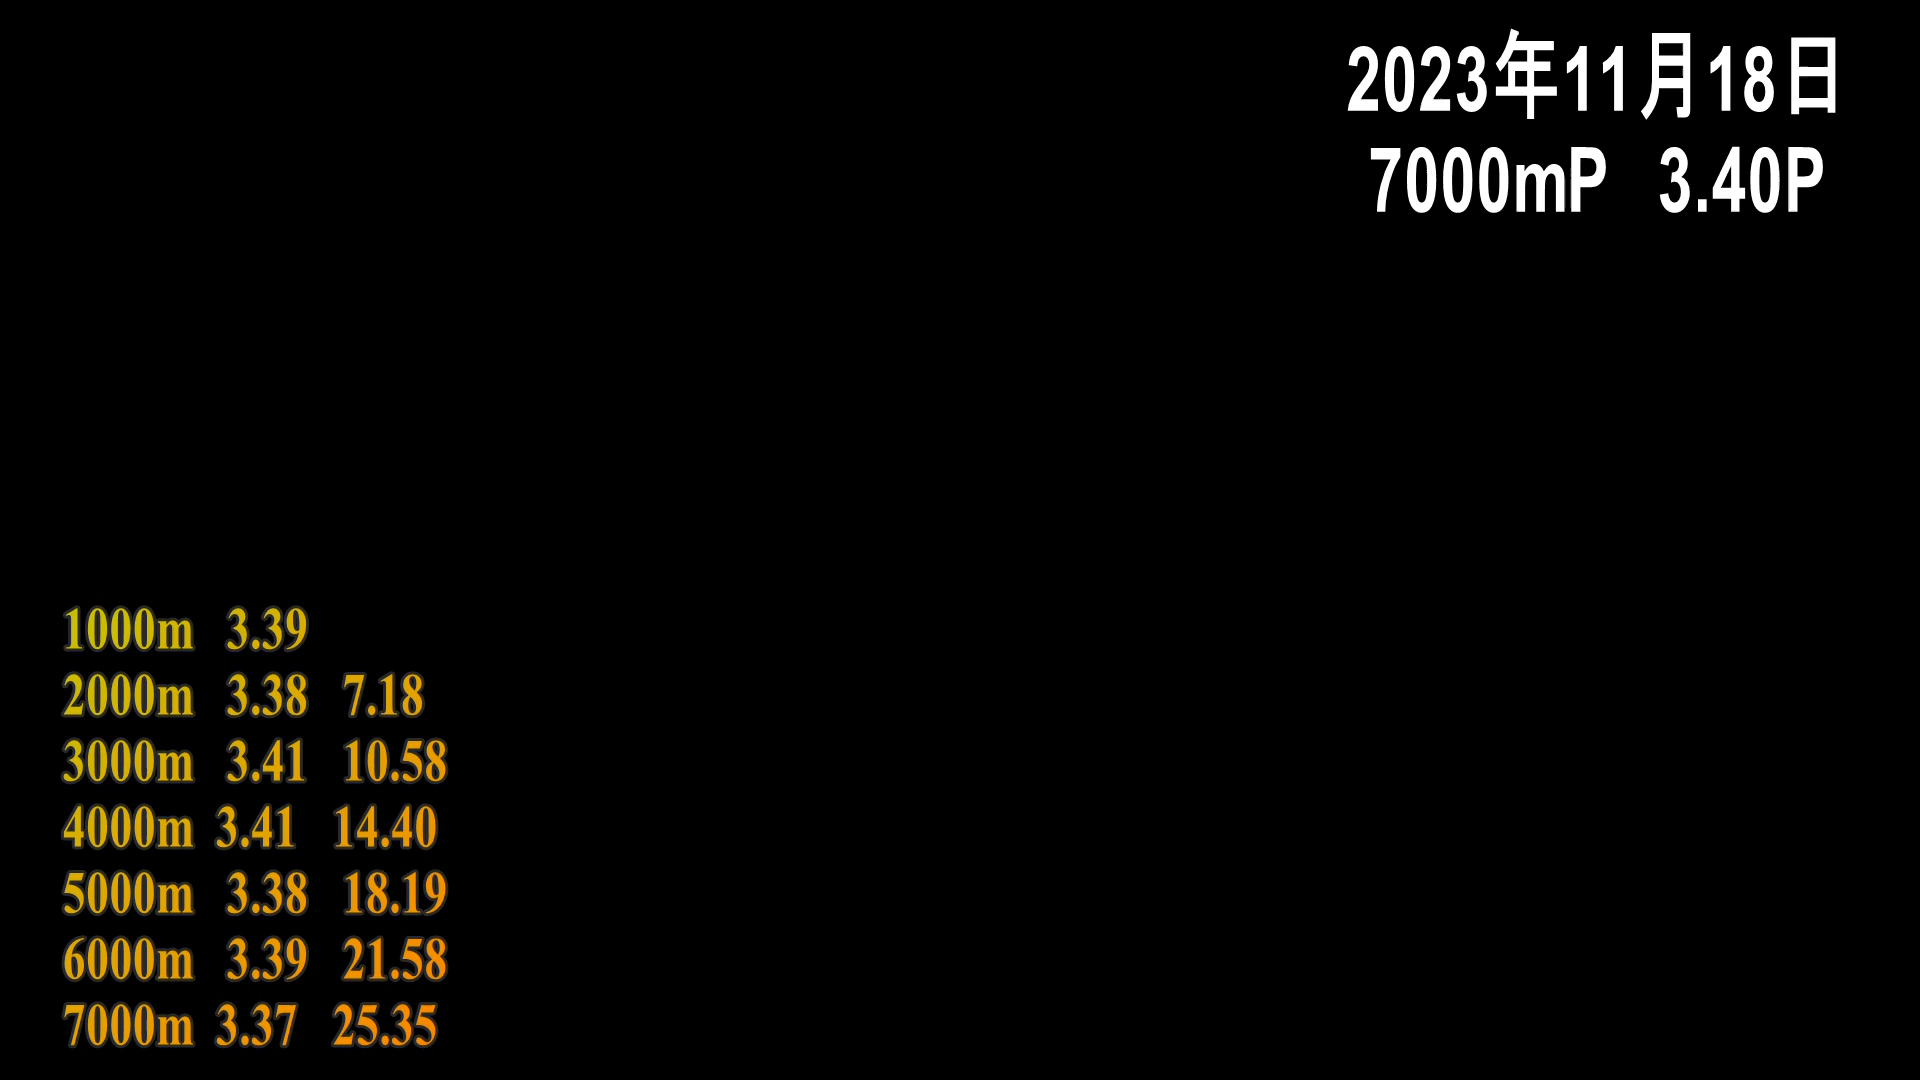 2023年11月18日
7000mP 3.40P
1000m 3.39
2000m 3.38 7.18
3000m 3.41 10.58
4000m 3.41 14.40
5000m 3.38 18.19
6000m 3.39 21.58
7000m 3.37 25.35